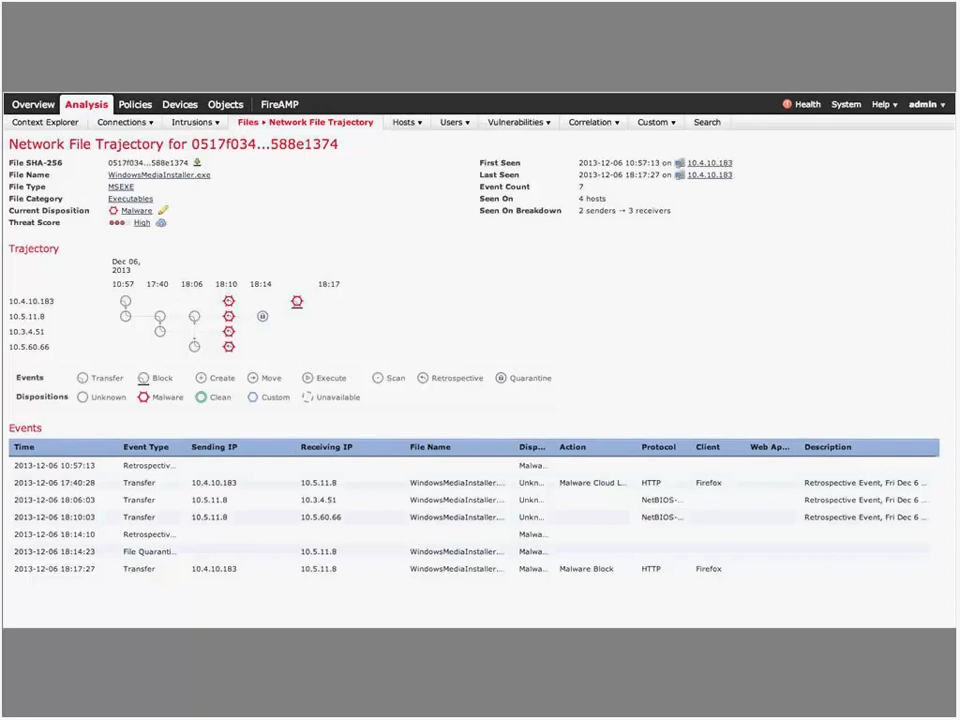 Overview Analysis Policies Devices Objects FireAMP Health System Help ▾ admin ▾
Context Explorer Connections ▾ Intrusions ▾ Files ▸ Network File Trajectory Hosts ▾ Users ▾ Vulnerabilities ▾ Correlation ▾ Custom ▾ Search
Network File Trajectory for 0517f034...588e1374
File SHA-256 0517f034...588e1374 First Seen 2013-12-06 10:57:13 on 10.4.10.183
File Name WindowsMediaInstaller.exe Last Seen 2013-12-06 18:17:27 on 10.4.10.183
File Type MSEXE Event Count 7
File Category Executables Seen On 4 hosts
Current Disposition Malware Seen On Breakdown 2 senders → 3 receivers
Threat Score High
Trajectory
Dec 06,
2013
10:57 17:40 18:06 18:10 18:14 18:17
10.4.10.183
10.5.11.8
10.3.4.51
10.5.60.66
Events Transfer Block Create Move Execute Scan Retrospective Quarantine
Dispositions Unknown Malware Clean Custom Unavailable
Events
Time Event Type Sending IP Receiving IP File Name Disp... Action Protocol Client Web Ap... Description
2013-12-06 10:57:13 Retrospectiv... Malwa...
2013-12-06 17:40:28 Transfer 10.4.10.183 10.5.11.8 WindowsMediaInstaller.... Unkn... Malware Cloud L... HTTP Firefox Retrospective Event, Fri Dec 6 ...
2013-12-06 18:06:03 Transfer 10.5.11.8 10.3.4.51 WindowsMediaInstaller.... Unkn... NetBIOS-... Retrospective Event, Fri Dec 6 ...
2013-12-06 18:10:03 Transfer 10.5.11.8 10.5.60.66 WindowsMediaInstaller.... Unkn... NetBIOS-... Retrospective Event, Fri Dec 6 ...
2013-12-06 18:14:10 Retrospectiv... Malwa...
2013-12-06 18:14:23 File Quaranti... 10.5.11.8 WindowsMediaInstaller.... Malwa...
2013-12-06 18:17:27 Transfer 10.4.10.183 10.5.11.8 WindowsMediaInstaller.... Malwa... Malware Block HTTP Firefox